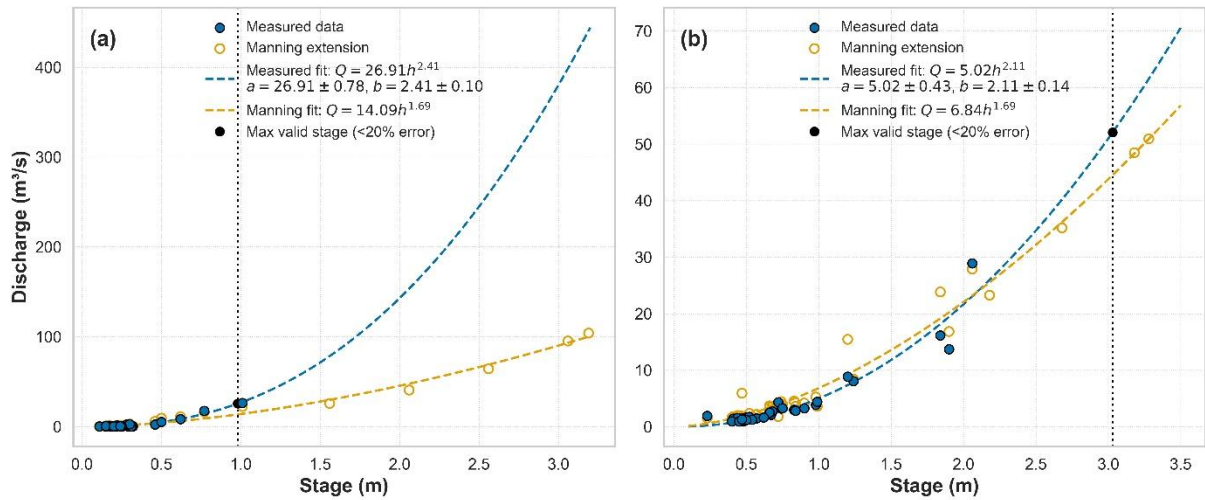 (a)
Measured data
Manning extension
Measured fit: Q = 26.91h^2.41
a = 26.91 ± 0.78, b = 2.41 ± 0.10
Manning fit: Q = 14.09h^1.69
Max valid stage (<20% error)
Discharge (m³/s)
400
300
200
100
0
0.0 0.5 1.0 1.5 2.0 2.5 3.0
Stage (m)
(b)
Measured data
Manning extension
Measured fit: Q = 5.02h^2.11
a = 5.02 ± 0.43, b = 2.11 ± 0.14
Manning fit: Q = 6.84h^1.69
Max valid stage (<20% error)
70
60
50
40
30
20
10
0
0.0 0.5 1.0 1.5 2.0 2.5 3.0 3.5
Stage (m)